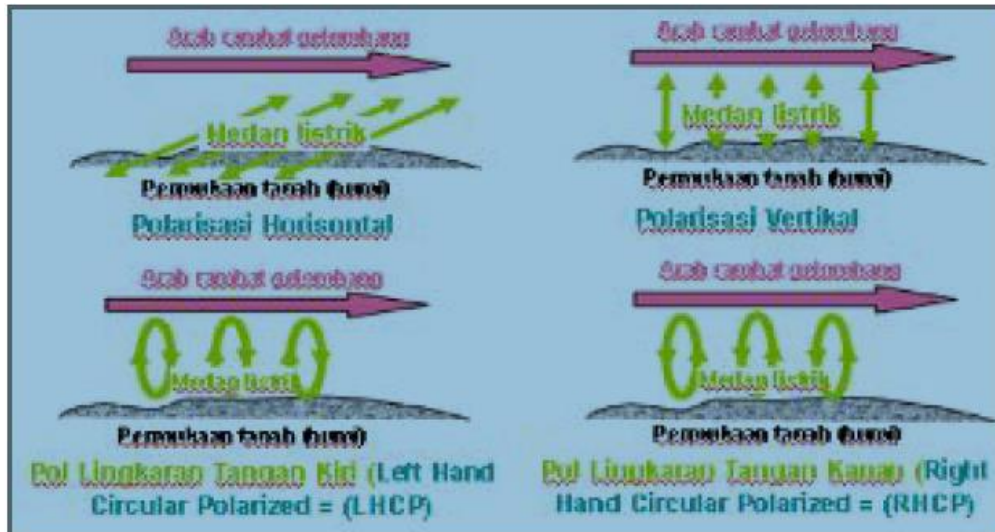 Arah rambat gelombang
Medan listrik
Permukaan tanah (bumi)
Polarisasi Horisontal
Arah rambat gelombang
Medan listrik
Permukaan tanah (bumi)
Polarisasi Vertikal
Arah rambat gelombang
Medan listrik
Permukaan tanah (bumi)
Pol Lingkaran Tangan Kiri (Left Hand
Circular Polarized = (LHCP)
Arah rambat gelombang
Medan listrik
Permukaan tanah (bumi)
Pol Lingkaran Tangan Kanan (Right
Hand Circular Polarized = (RHCP)